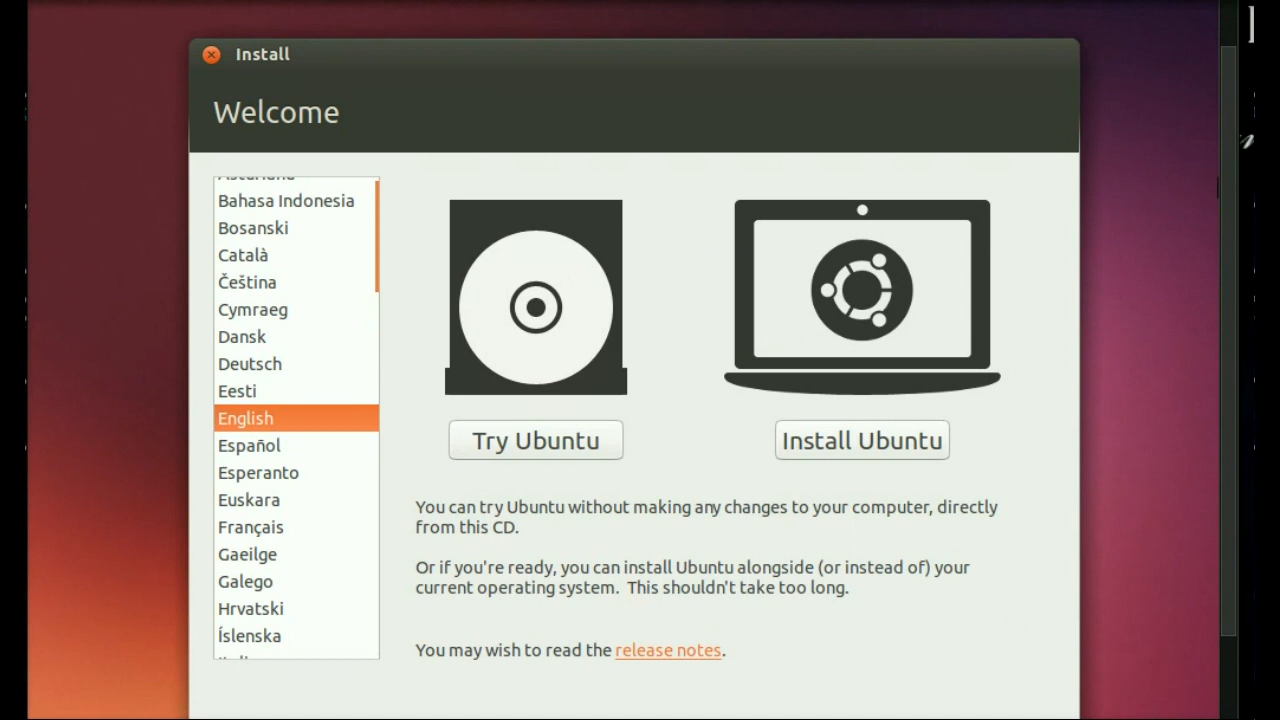 Install
Welcome
Asturianu
Bahasa Indonesia
Bosanski
Català
Čeština
Cymraeg
Dansk
Deutsch
Eesti
English
Español
Esperanto
Euskara
Français
Gaeilge
Galego
Hrvatski
Íslenska
Try Ubuntu
Install Ubuntu
You can try Ubuntu without making any changes to your computer, directly
from this CD.
Or if you're ready, you can install Ubuntu alongside (or instead of) your
current operating system. This shouldn't take too long.
You may wish to read the release notes.